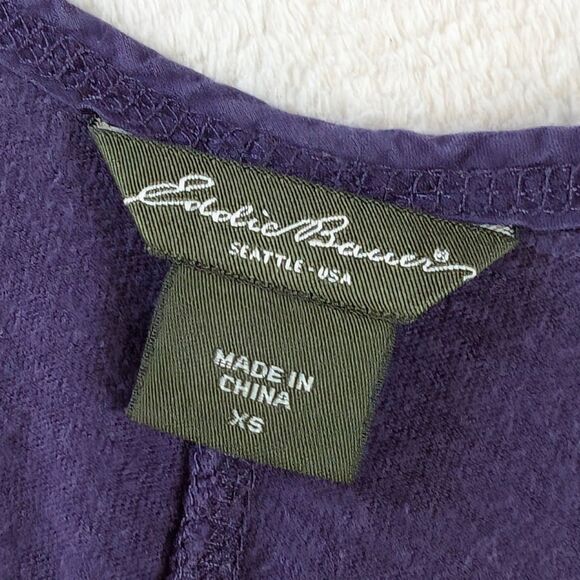 Eddie Bauer®
SEATTLE · USA
MADE IN
CHINA
XS